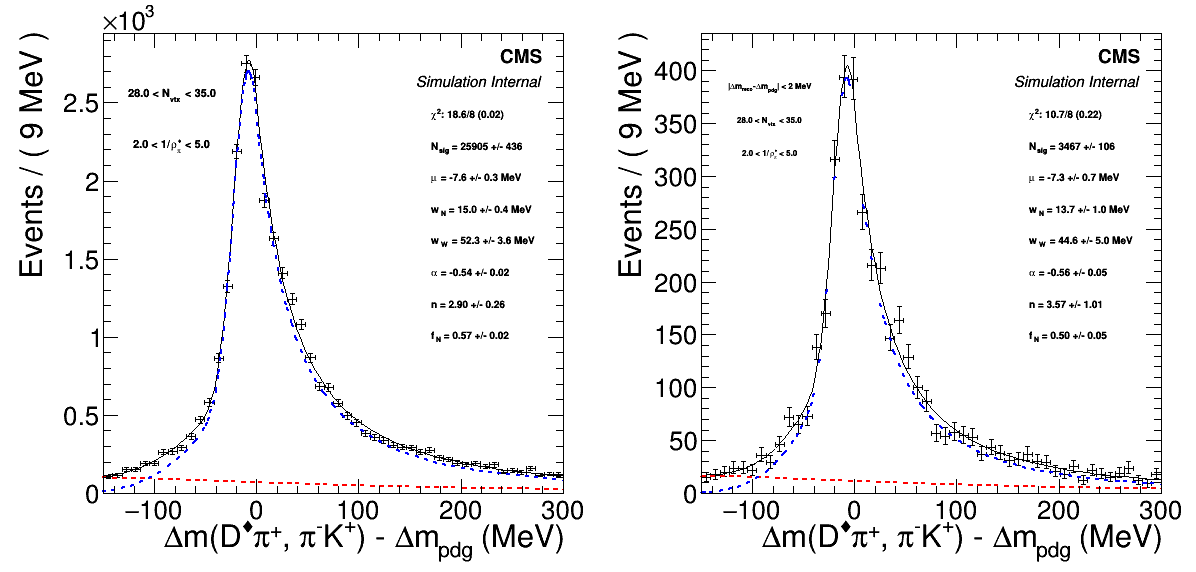 ×10³
CMS
Simulation Internal
28.0 < N_vtx < 35.0
2.0 < 1/ρ_π^♦ < 5.0
χ²: 18.6/8 (0.02)
N_sig = 25905 +/- 436
μ = -7.6 +/- 0.3 MeV
w_N = 15.0 +/- 0.4 MeV
w_W = 52.3 +/- 3.6 MeV
α = -0.54 +/- 0.02
n = 2.90 +/- 0.26
f_N = 0.57 +/- 0.02
Events / ( 9 MeV )
2.5
2
1.5
1
0.5
0
−100 0 100 200 300
Δm(D♦π⁺, π⁻K⁺) - Δm_pdg (MeV)
CMS
Simulation Internal
|Δm_reco-Δm_pdg| < 2 MeV
28.0 < N_vtx < 35.0
2.0 < 1/ρ_π^♦ < 5.0
χ²: 10.7/8 (0.22)
N_sig = 3467 +/- 106
μ = -7.3 +/- 0.7 MeV
w_N = 13.7 +/- 1.0 MeV
w_W = 44.6 +/- 5.0 MeV
α = -0.56 +/- 0.05
n = 3.57 +/- 1.01
f_N = 0.50 +/- 0.05
Events / ( 9 MeV )
400
350
300
250
200
150
100
50
0
−100 0 100 200 300
Δm(D♦π⁺, π⁻K⁺) - Δm_pdg (MeV)